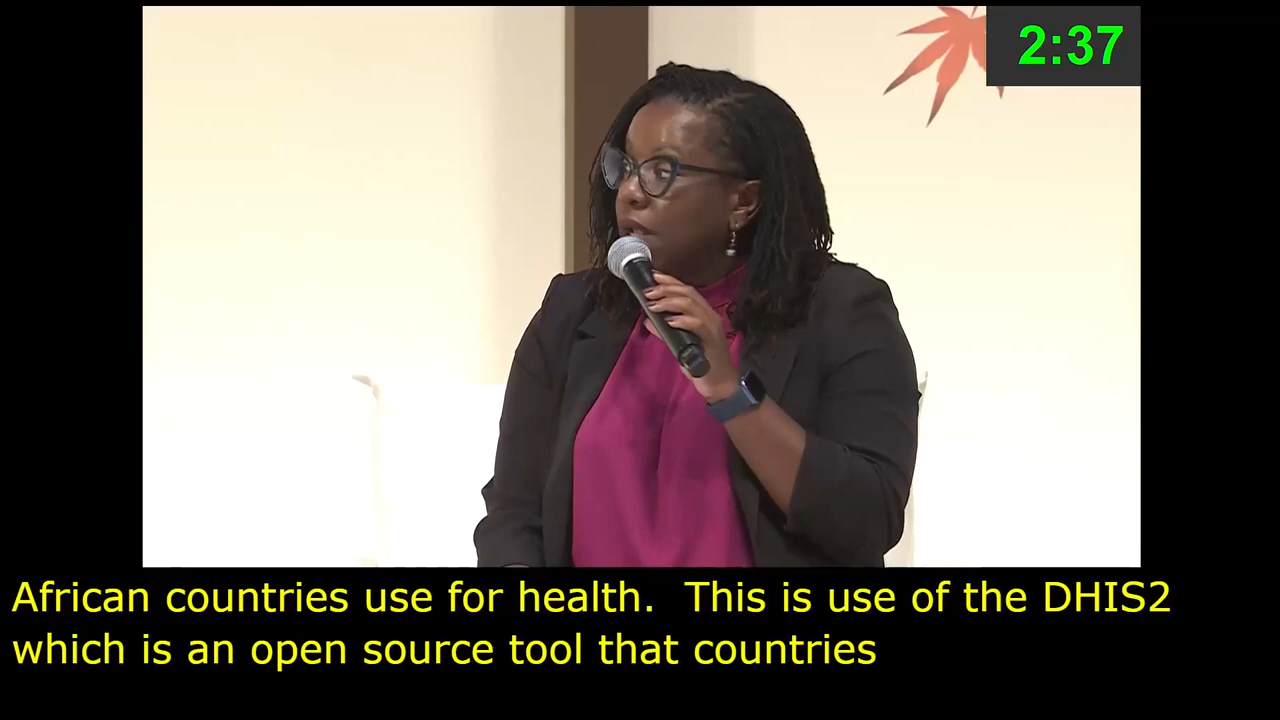 2:37
African countries use for health.  This is use of the DHIS2
which is an open source tool that countries